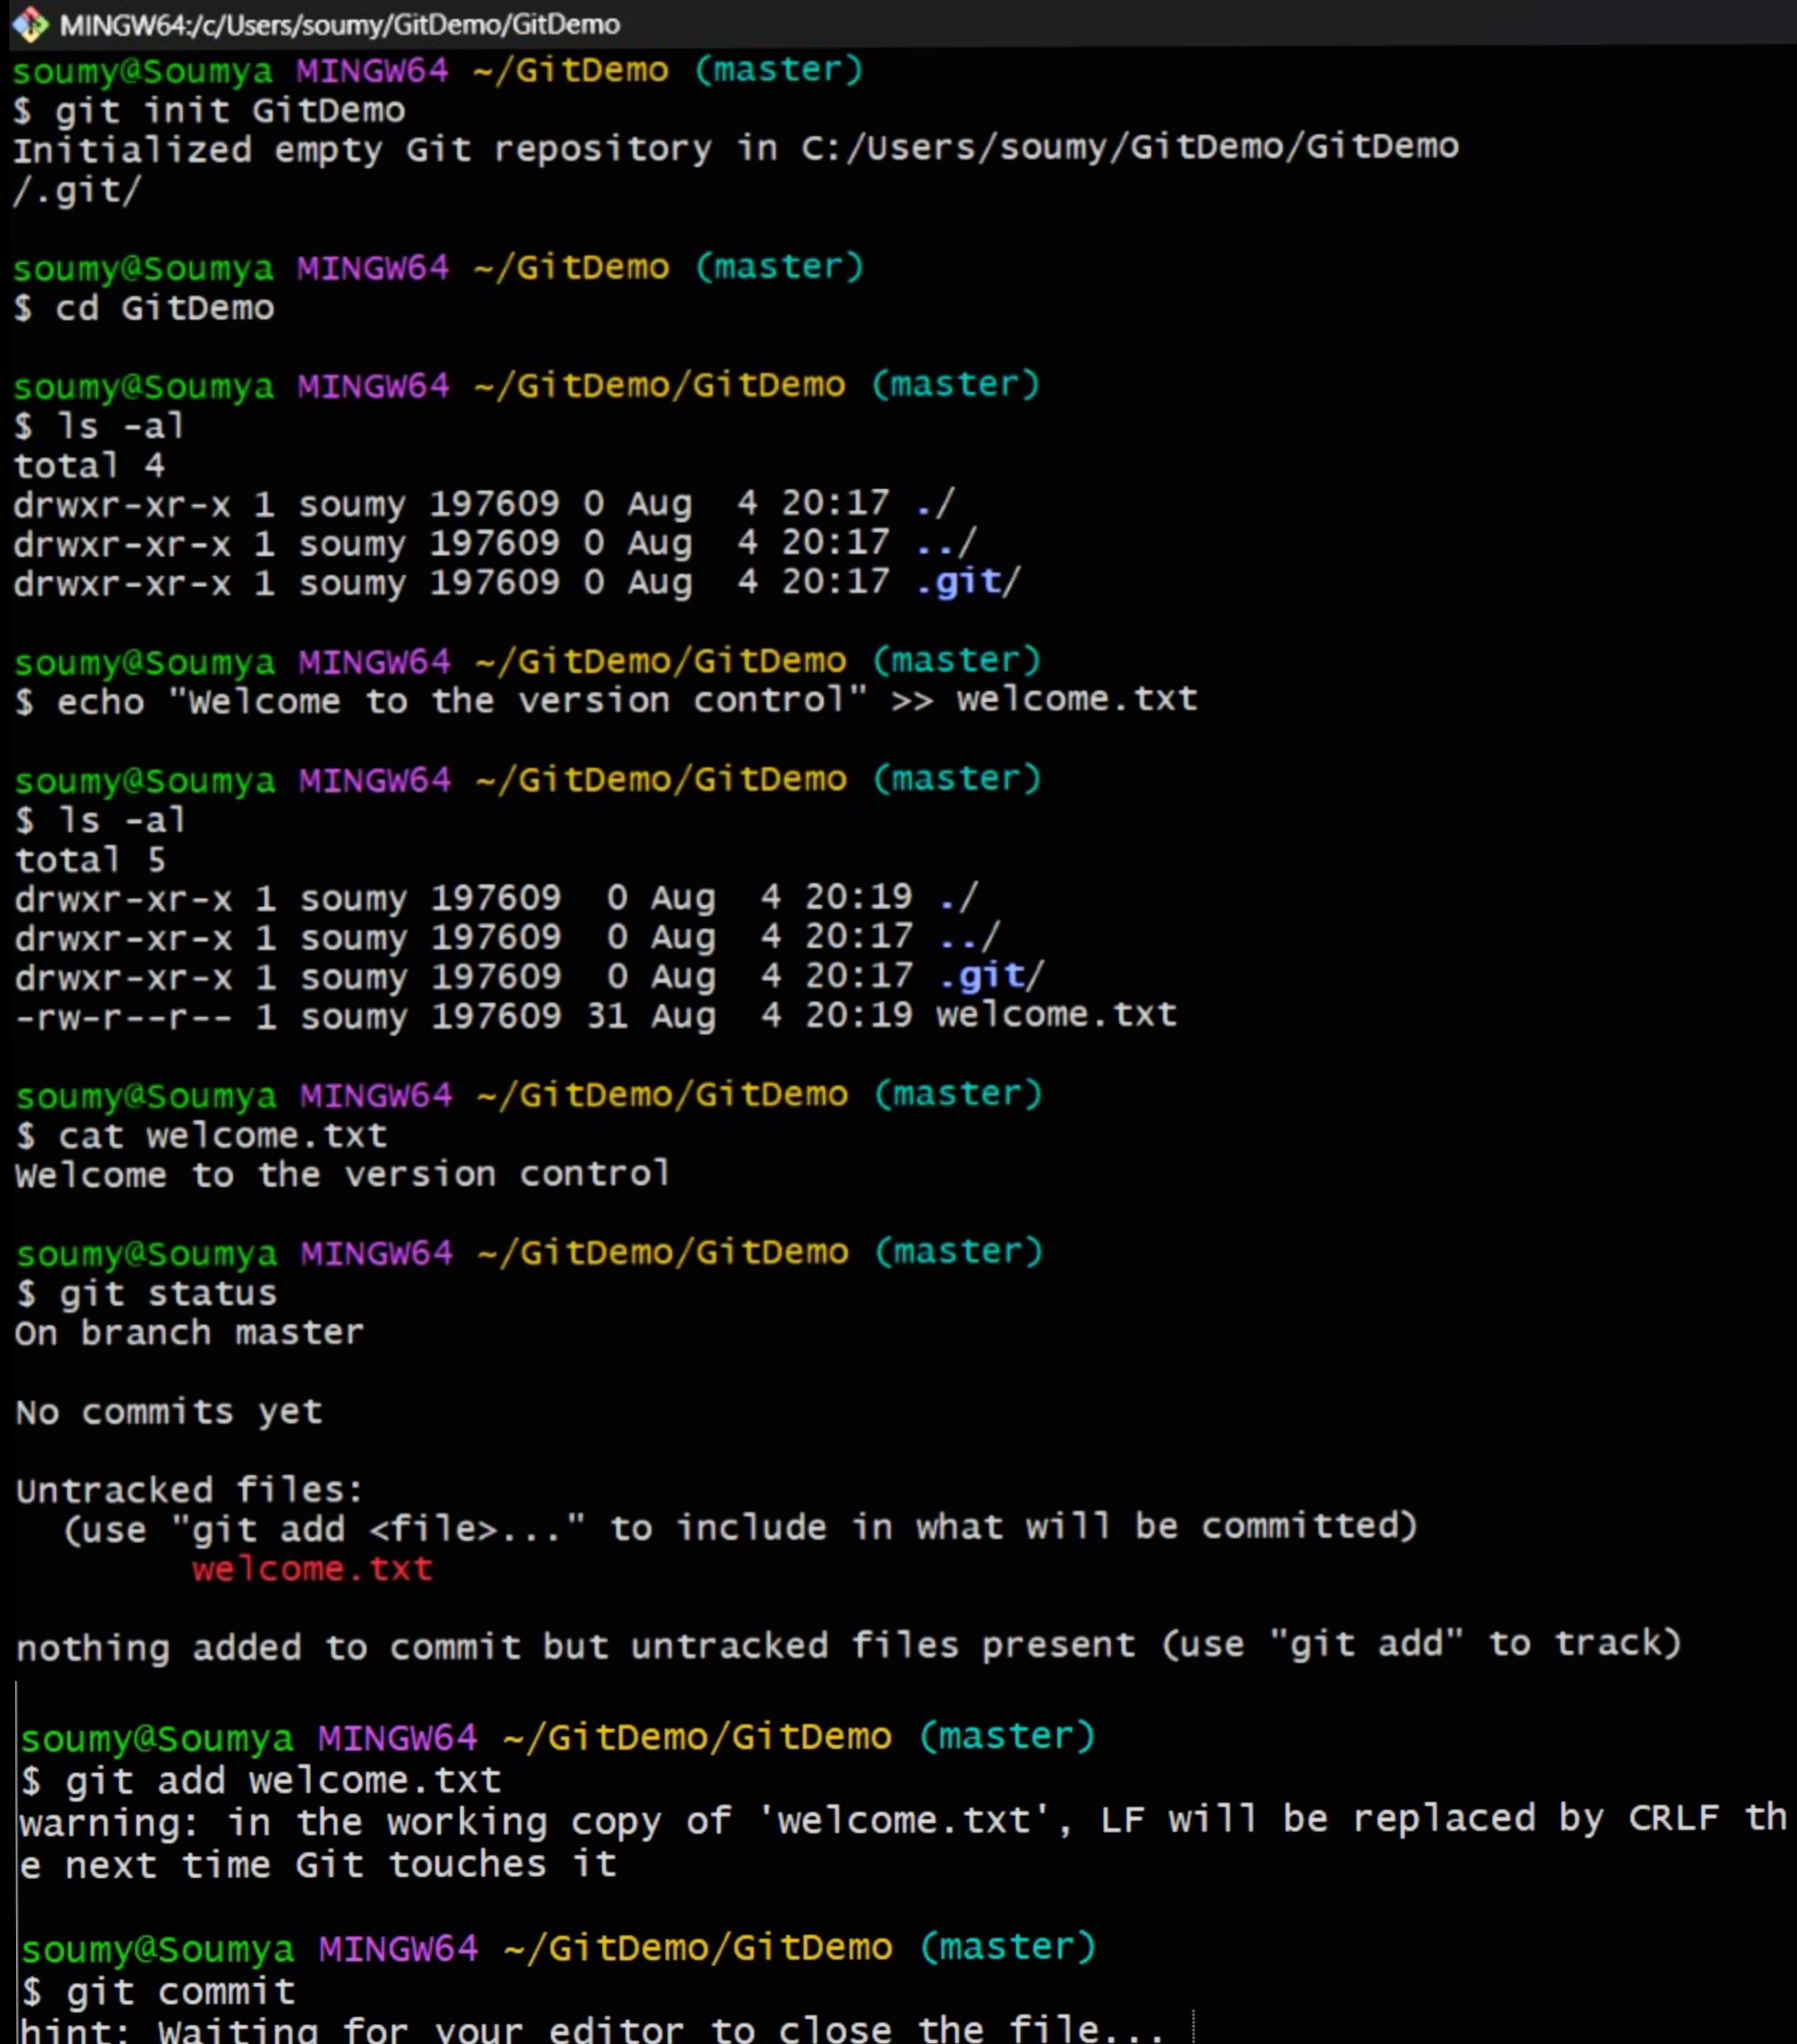 MINGW64:/c/Users/soumy/GitDemo/GitDemo
soumy@Soumya MINGW64 ~/GitDemo (master)
$ git init GitDemo
Initialized empty Git repository in C:/Users/soumy/GitDemo/GitDemo
/.git/
soumy@Soumya MINGW64 ~/GitDemo (master)
$ cd GitDemo
soumy@Soumya MINGW64 ~/GitDemo/GitDemo (master)
$ ls -al
total 4
drwxr-xr-x 1 soumy 197609 0 Aug  4 20:17 ./
drwxr-xr-x 1 soumy 197609 0 Aug  4 20:17 ../
drwxr-xr-x 1 soumy 197609 0 Aug  4 20:17 .git/
soumy@Soumya MINGW64 ~/GitDemo/GitDemo (master)
$ echo "Welcome to the version control" >> welcome.txt
soumy@Soumya MINGW64 ~/GitDemo/GitDemo (master)
$ ls -al
total 5
drwxr-xr-x 1 soumy 197609  0 Aug  4 20:19 ./
drwxr-xr-x 1 soumy 197609  0 Aug  4 20:17 ../
drwxr-xr-x 1 soumy 197609  0 Aug  4 20:17 .git/
-rw-r--r-- 1 soumy 197609 31 Aug  4 20:19 welcome.txt
soumy@Soumya MINGW64 ~/GitDemo/GitDemo (master)
$ cat welcome.txt
Welcome to the version control
soumy@Soumya MINGW64 ~/GitDemo/GitDemo (master)
$ git status
On branch master
No commits yet
Untracked files:
  (use "git add <file>..." to include in what will be committed)
        welcome.txt
nothing added to commit but untracked files present (use "git add" to track)
soumy@Soumya MINGW64 ~/GitDemo/GitDemo (master)
$ git add welcome.txt
warning: in the working copy of 'welcome.txt', LF will be replaced by CRLF th
e next time Git touches it
soumy@Soumya MINGW64 ~/GitDemo/GitDemo (master)
$ git commit
hint: Waiting for your editor to close the file...